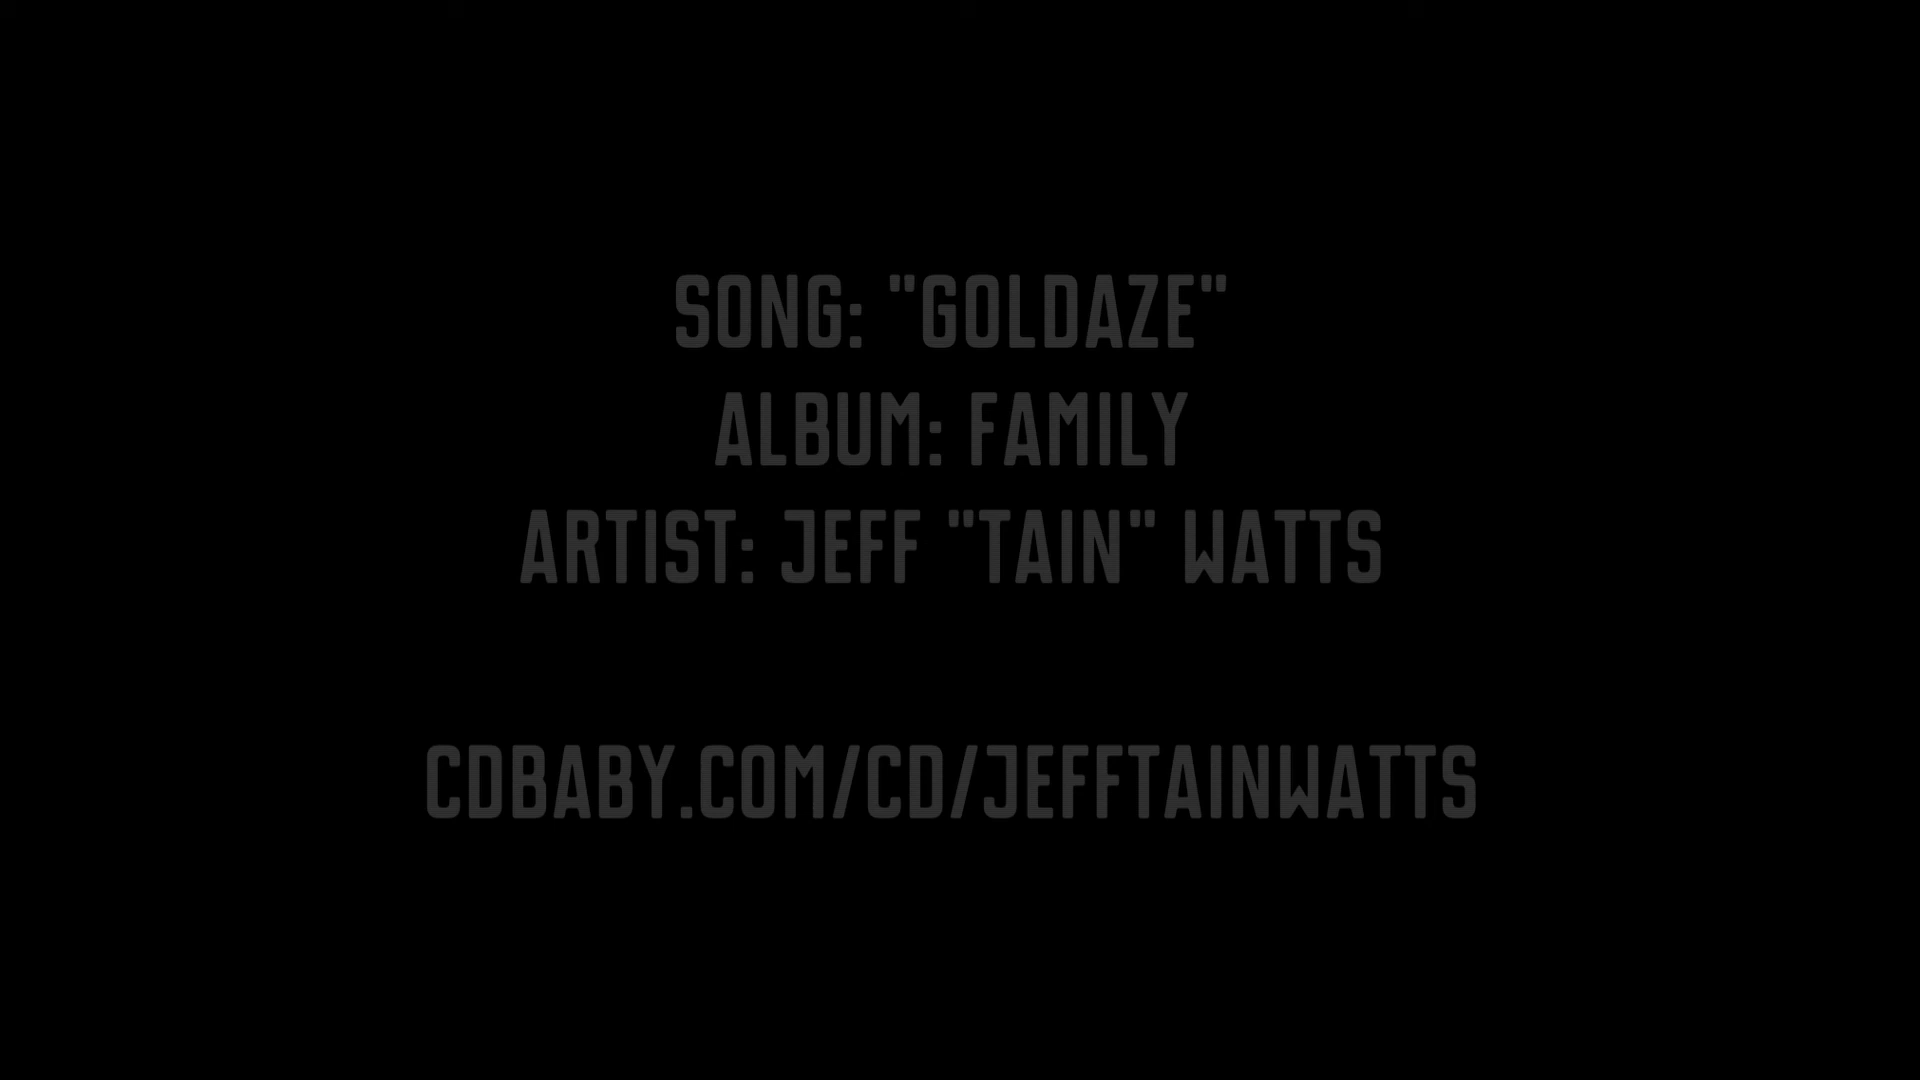 SONG: "GOLDAZE"
ALBUM: FAMILY
ARTIST: JEFF "TAIN" WATTS
CDBABY.COM/CD/JEFFTAINWATTS